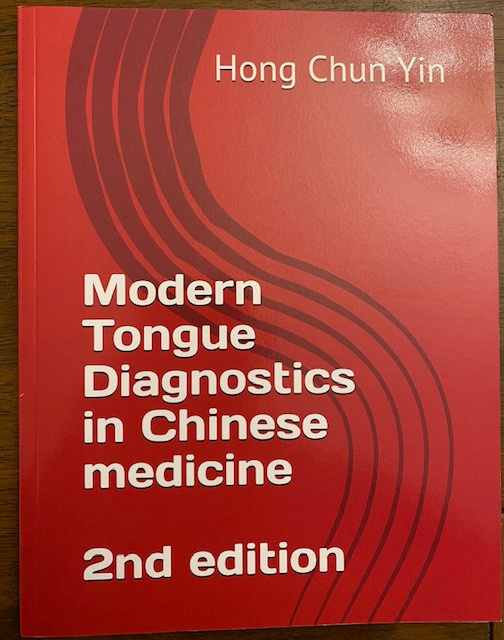 Hong Chun Yin
Modern
Tongue
Diagnostics
in Chinese
medicine
2nd edition